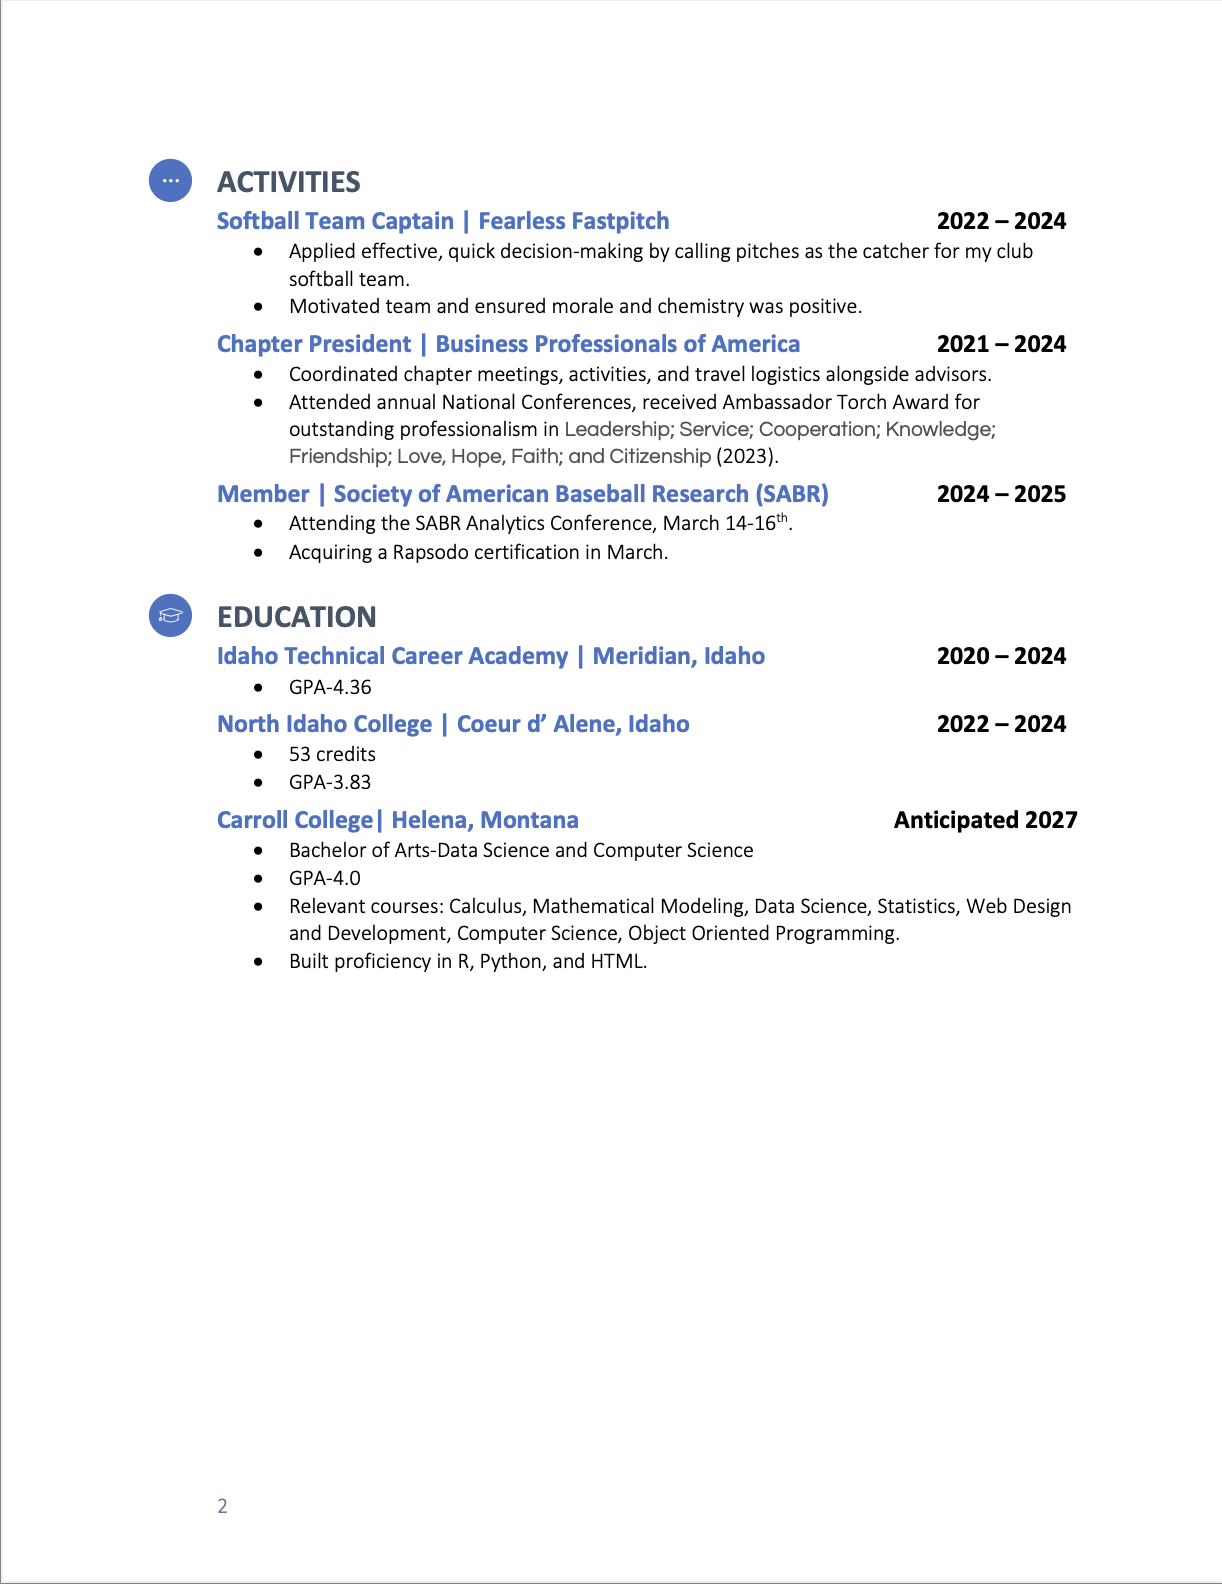 ACTIVITIES
Softball Team Captain | Fearless Fastpitch 2022 – 2024
• Applied effective, quick decision-making by calling pitches as the catcher for my club
softball team.
• Motivated team and ensured morale and chemistry was positive.
Chapter President | Business Professionals of America 2021 – 2024
• Coordinated chapter meetings, activities, and travel logistics alongside advisors.
• Attended annual National Conferences, received Ambassador Torch Award for
outstanding professionalism in Leadership; Service; Cooperation; Knowledge;
Friendship; Love, Hope, Faith; and Citizenship (2023).
Member | Society of American Baseball Research (SABR) 2024 – 2025
• Attending the SABR Analytics Conference, March 14-16th.
• Acquiring a Rapsodo certification in March.
EDUCATION
Idaho Technical Career Academy | Meridian, Idaho 2020 – 2024
• GPA-4.36
North Idaho College | Coeur d’ Alene, Idaho 2022 – 2024
• 53 credits
• GPA-3.83
Carroll College| Helena, Montana Anticipated 2027
• Bachelor of Arts-Data Science and Computer Science
• GPA-4.0
• Relevant courses: Calculus, Mathematical Modeling, Data Science, Statistics, Web Design
and Development, Computer Science, Object Oriented Programming.
• Built proficiency in R, Python, and HTML.
2